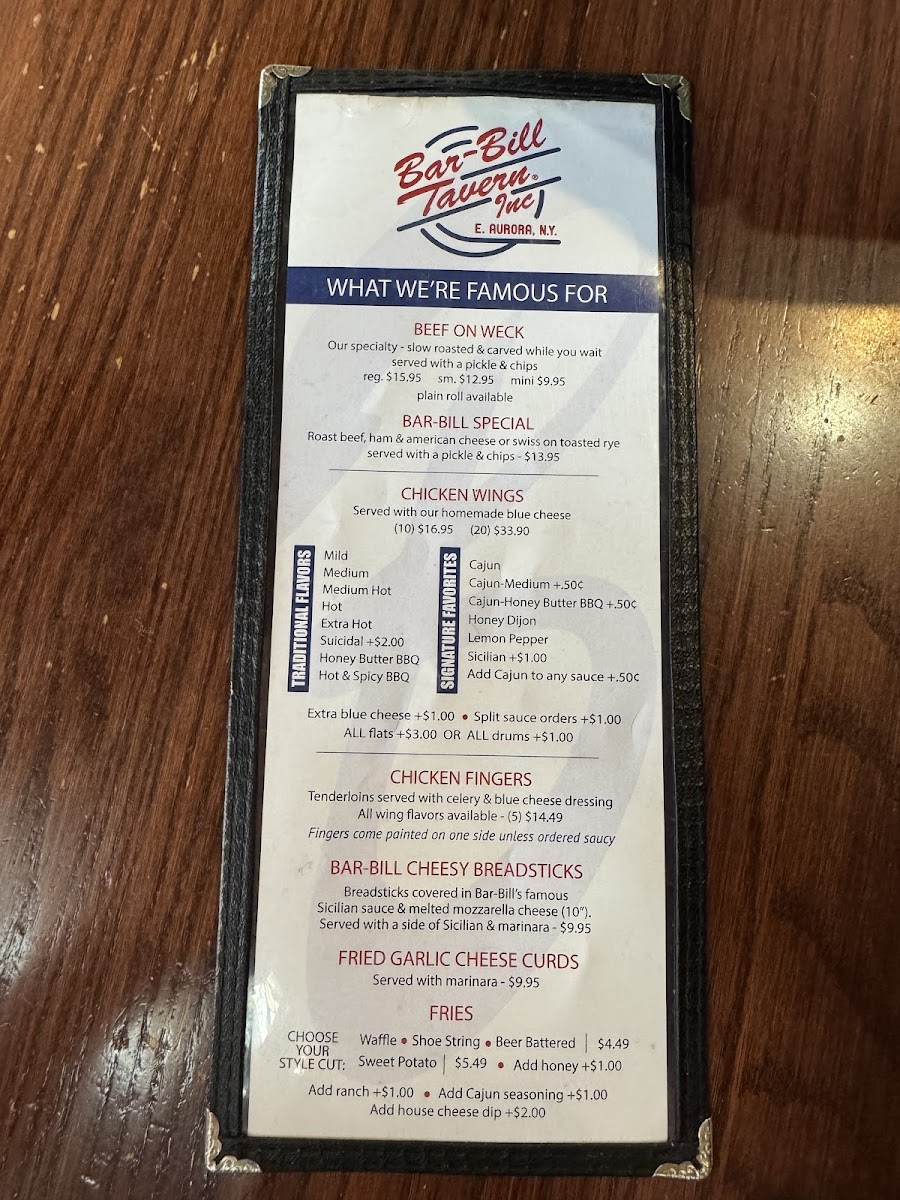 Bar-Bill
Tavern®
Inc
E. AURORA, N.Y.
WHAT WE'RE FAMOUS FOR
BEEF ON WECK
Our specialty - slow roasted & carved while you wait
served with a pickle & chips
reg. $15.95 sm. $12.95 mini $9.95
plain roll available
BAR-BILL SPECIAL
Roast beef, ham & american cheese or swiss on toasted rye
served with a pickle & chips - $13.95
CHICKEN WINGS
Served with our homemade blue cheese
(10) $16.95 (20) $33.90
TRADITIONAL FLAVORS
Mild
Medium
Medium Hot
Hot
Extra Hot
Suicidal +$2.00
Honey Butter BBQ
Hot & Spicy BBQ
SIGNATURE FAVORITES
Cajun
Cajun-Medium +.50¢
Cajun-Honey Butter BBQ +.50¢
Honey Dijon
Lemon Pepper
Sicilian +$1.00
Add Cajun to any sauce +.50¢
Extra blue cheese +$1.00 • Split sauce orders +$1.00
ALL flats +$3.00 OR ALL drums +$1.00
CHICKEN FINGERS
Tenderloins served with celery & blue cheese dressing
All wing flavors available - (5) $14.49
Fingers come painted on one side unless ordered saucy
BAR-BILL CHEESY BREADSTICKS
Breadsticks covered in Bar-Bill's famous
Sicilian sauce & melted mozzarella cheese (10").
Served with a side of Sicilian & marinara - $9.95
FRIED GARLIC CHEESE CURDS
Served with marinara - $9.95
FRIES
CHOOSE
YOUR
STYLE CUT:
Waffle • Shoe String • Beer Battered | $4.49
Sweet Potato | $5.49 • Add honey +$1.00
Add ranch +$1.00 • Add Cajun seasoning +$1.00
Add house cheese dip +$2.00